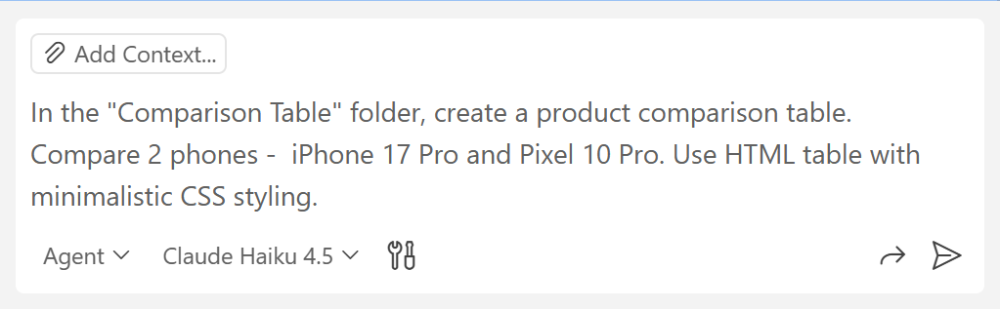 Add Context...
In the "Comparison Table" folder, create a product comparison table.
Compare 2 phones -  iPhone 17 Pro and Pixel 10 Pro. Use HTML table with
minimalistic CSS styling.
Agent
Claude Haiku 4.5